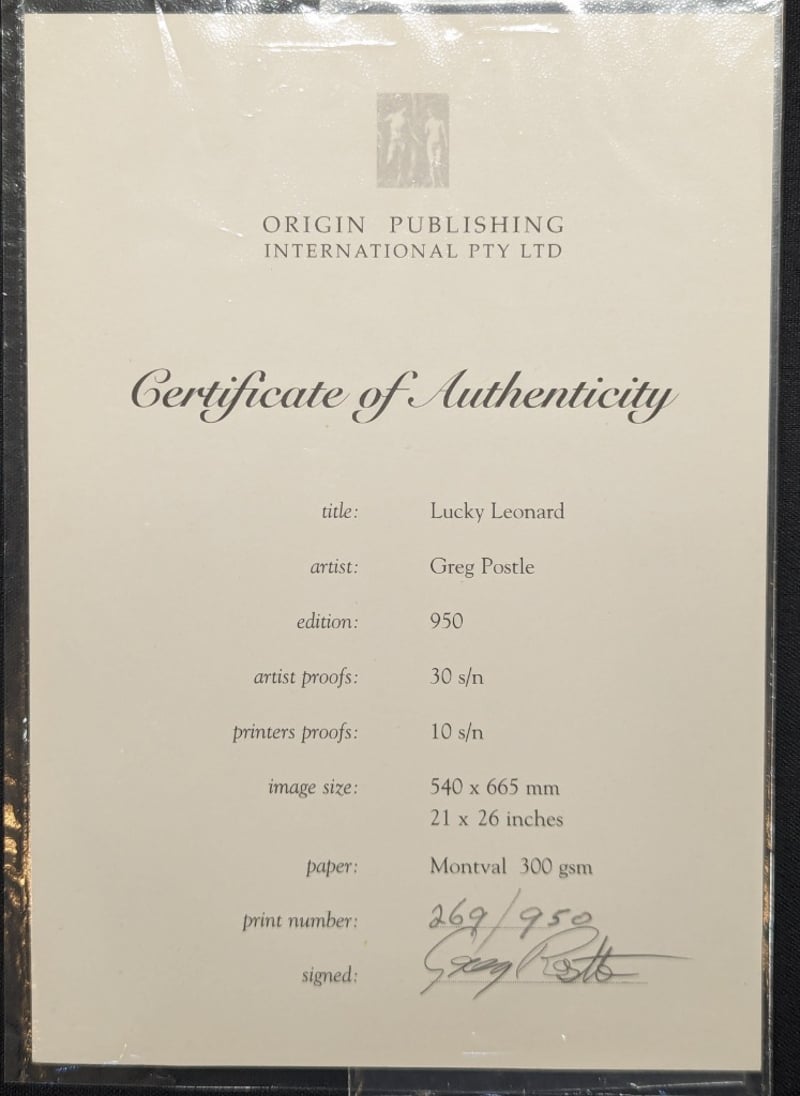 ORIGIN PUBLISHING
INTERNATIONAL PTY LTD
Certificate of Authenticity
title: Lucky Leonard
artist: Greg Postle
edition: 950
artist proofs: 30 s/n
printers proofs: 10 s/n
image size: 540 x 665 mm
21 x 26 inches
paper: Montval 300 gsm
print number: 269/950
signed: Greg Postle